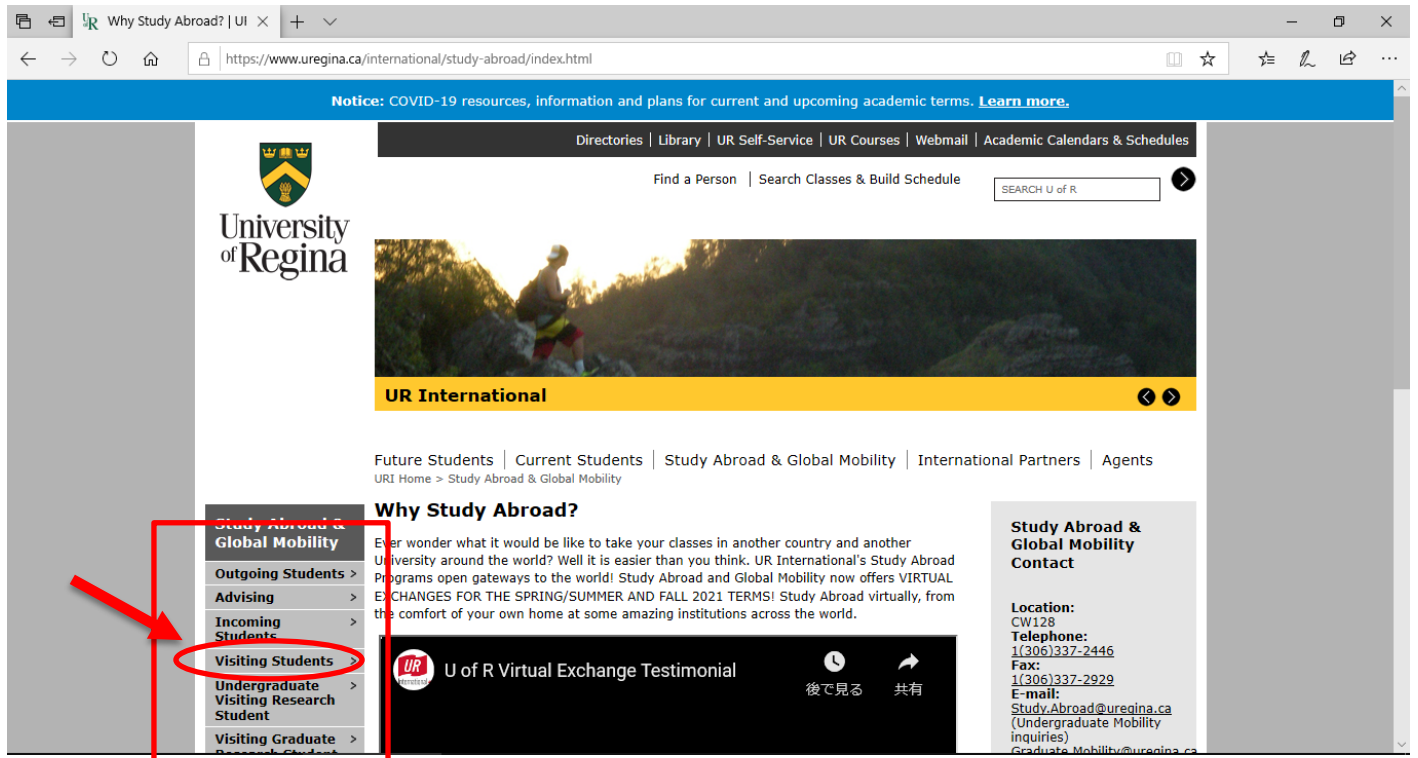 Why Study Abroad? | UI
https://www.uregina.ca/international/study-abroad/index.html
Notice: COVID-19 resources, information and plans for current and upcoming academic terms. Learn more.
Directories | Library | UR Self-Service | UR Courses | Webmail | Academic Calendars & Schedules
Find a Person | Search Classes & Build Schedule
SEARCH U of R
University
of Regina
UR International
Future Students | Current Students | Study Abroad & Global Mobility | International Partners | Agents
URI Home > Study Abroad & Global Mobility
Study Abroad &
Global Mobility
Outgoing Students >
Advising >
Incoming >
Students
Visiting Students >
Undergraduate >
Visiting Research
Student
Visiting Graduate >
Research Student
Why Study Abroad?
Ever wonder what it would be like to take your classes in another country and another
University around the world? Well it is easier than you think. UR International's Study Abroad
Programs open gateways to the world! Study Abroad and Global Mobility now offers VIRTUAL
EXCHANGES FOR THE SPRING/SUMMER AND FALL 2021 TERMS! Study Abroad virtually, from
the comfort of your own home at some amazing institutions across the world.
UR
International
U of R Virtual Exchange Testimonial
後で見る
共有
Study Abroad &
Global Mobility
Contact
Location:
CW128
Telephone:
1(306)337-2446
Fax:
1(306)337-2929
E-mail:
Study.Abroad@uregina.ca
(Undergraduate Mobility
inquiries)
Graduate.Mobility@uregina.ca